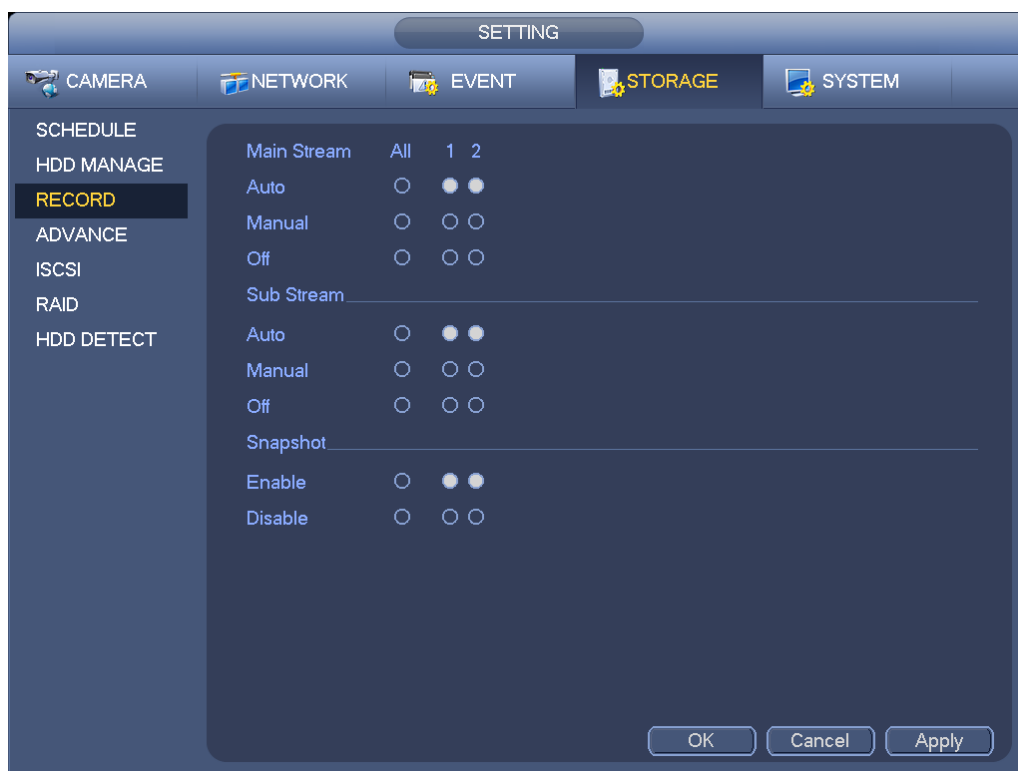 SETTING
CAMERA NETWORK EVENT STORAGE SYSTEM
SCHEDULE
HDD MANAGE
RECORD
ADVANCE
ISCSI
RAID
HDD DETECT
Main Stream All 1 2
Auto
Manual
Off
Sub Stream
Auto
Manual
Off
Snapshot
Enable
Disable
OK Cancel Apply